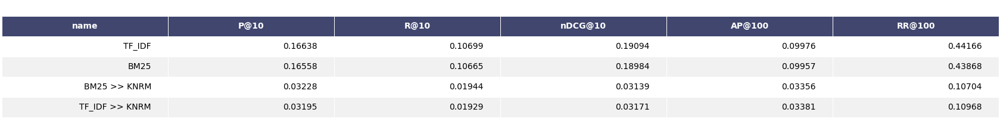 name P@10 R@10 nDCG@10 AP@100 RR@100
TF_IDF 0.16638 0.10699 0.19094 0.09976 0.44166
BM25 0.16558 0.10665 0.18984 0.09957 0.43868
BM25 >> KNRM 0.03228 0.01944 0.03139 0.03356 0.10704
TF_IDF >> KNRM 0.03195 0.01929 0.03171 0.03381 0.10968